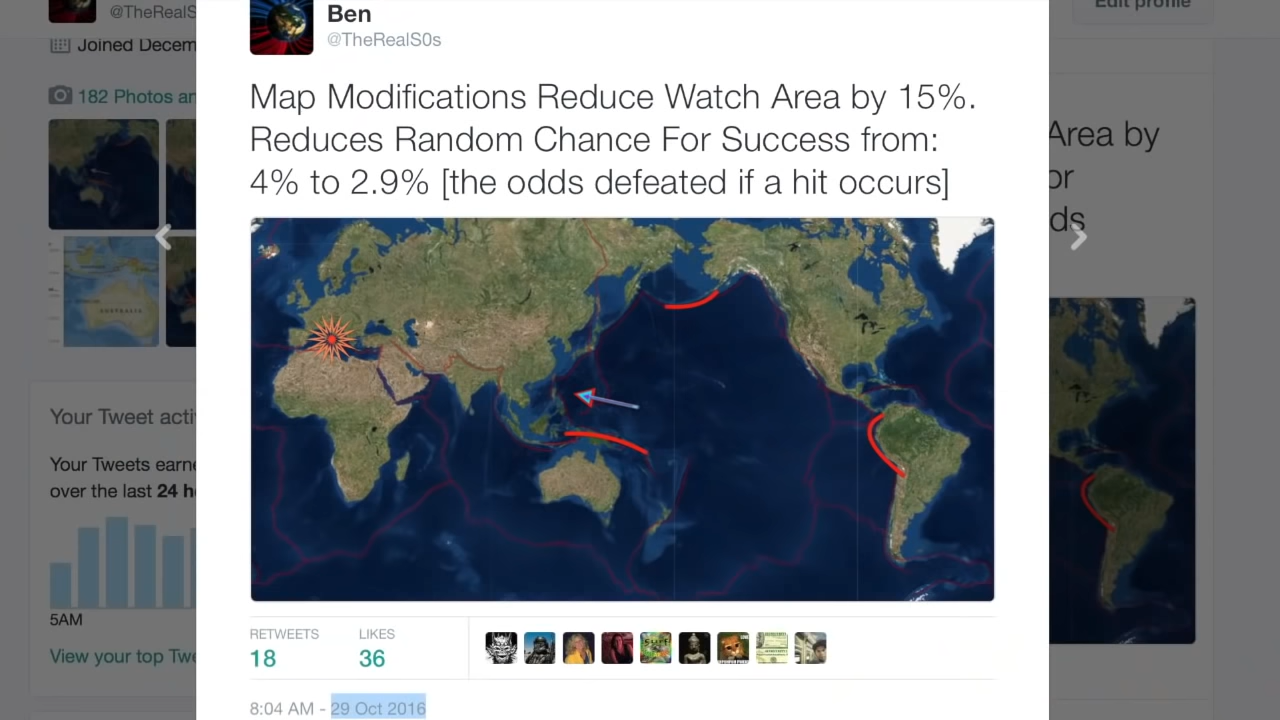 Ben
@TheRealS0s
@TheRealS
Edit profile
Joined Decem
182 Photos an
Map Modifications Reduce Watch Area by 15%.
Reduces Random Chance For Success from:
4% to 2.9% [the odds defeated if a hit occurs]
Area by
or
ds
AUSTRALIA
Your Tweet acti
Your Tweets earne
over the last 24 h
5AM
View your top Twe
RETWEETS
18
LIKES
36
8:04 AM - 29 Oct 2016